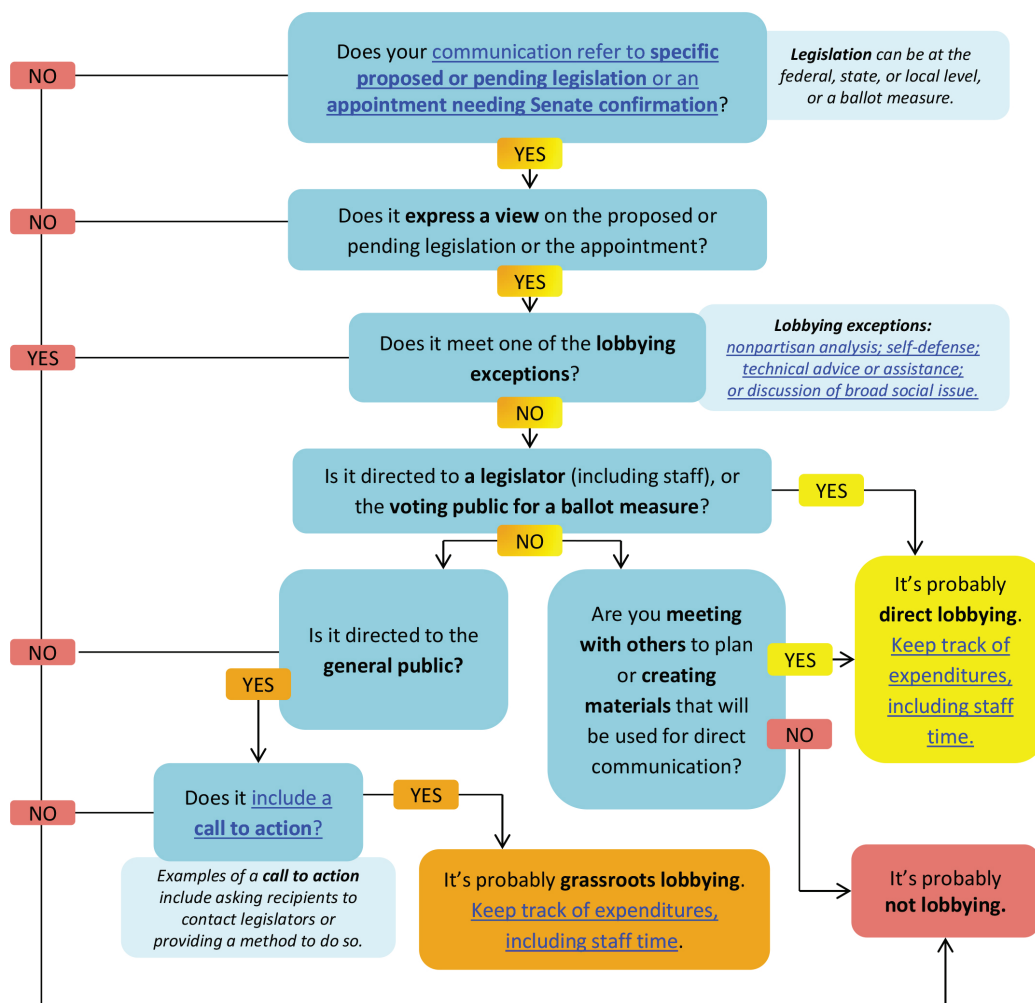 Does your communication refer to specific
proposed or pending legislation or an
appointment needing Senate confirmation?
Legislation can be at the
federal, state, or local level,
or a ballot measure.
NO
YES
Does it express a view on the proposed or
pending legislation or the appointment?
NO
YES
Does it meet one of the lobbying
exceptions?
Lobbying exceptions:
nonpartisan analysis; self-defense;
technical advice or assistance;
or discussion of broad social issue.
YES
NO
Is it directed to a legislator (including staff), or
the voting public for a ballot measure?
YES
NO
Is it directed to the
general public?
NO
YES
Are you meeting
with others to plan
or creating
materials that will
be used for direct
communication?
YES
NO
It's probably
direct lobbying.
Keep track of
expenditures,
including staff
time.
Does it include a
call to action?
NO
YES
Examples of a call to action
include asking recipients to
contact legislators or
providing a method to do so.
It's probably grassroots lobbying.
Keep track of expenditures,
including staff time.
It's probably
not lobbying.